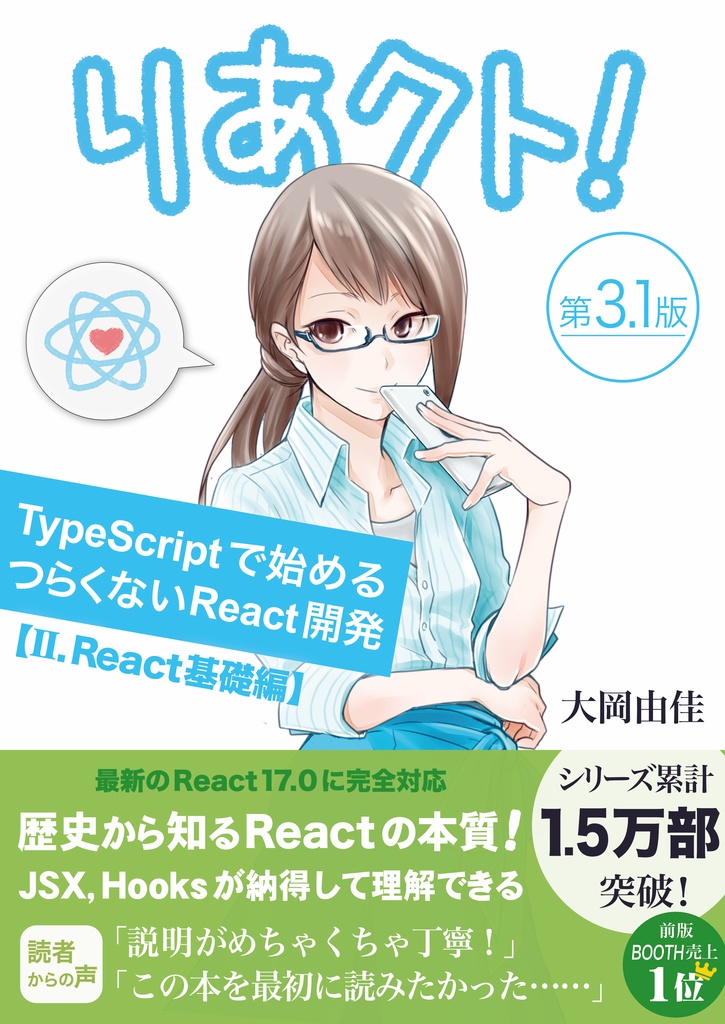 りあクト!
第3.1版
TypeScriptで始める
つらくないReact開発
【Ⅱ.React基礎編】
大岡由佳
最新のReact17.0に完全対応
歴史から知るReactの本質!
JSX,Hooksが納得して理解できる
シリーズ累計
1.5万部
突破!
読者
からの声
「説明がめちゃくちゃ丁寧!」
「この本を最初に読みたかった……」
前版
BOOTH売上
1位